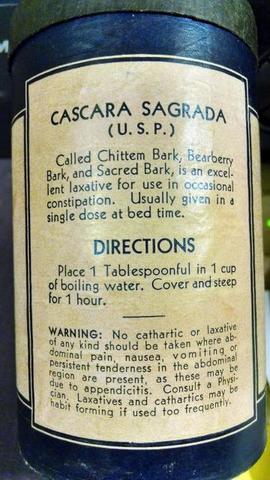 CASCARA SAGRADA
(U.S.P.)
Called Chittem Bark, Bearberry
Bark, and Sacred Bark, is an excel-
lent laxative for use in occasional
constipation. Usually given in a
single dose at bed time.
DIRECTIONS
Place 1 Tablespoonful in 1 cup
of boiling water. Cover and steep
for 1 hour.
WARNING: No cathartic or laxative
of any kind should be taken where ab-
dominal pain, nausea, vomiting or
persistent tenderness in the abdominal
region are present, as these may be
due to appendicitis. Consult a Physi-
cian. Laxatives and cathartics may be
habit forming if used too frequently.